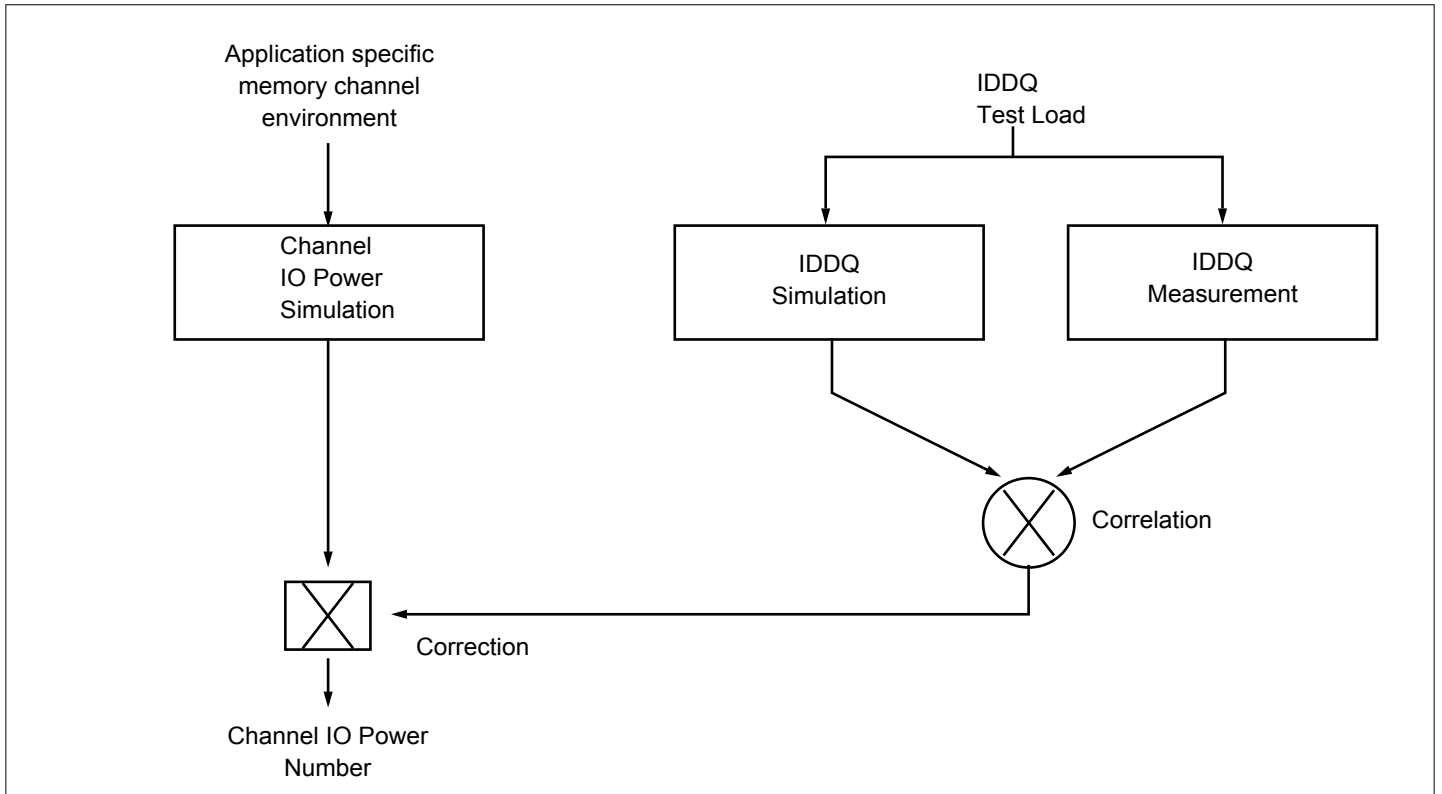 Application specific
memory channel
environment
IDDQ
Test Load
Channel
IO Power
Simulation
IDDQ
Simulation
IDDQ
Measurement
Correlation
Correction
Channel IO Power
Number